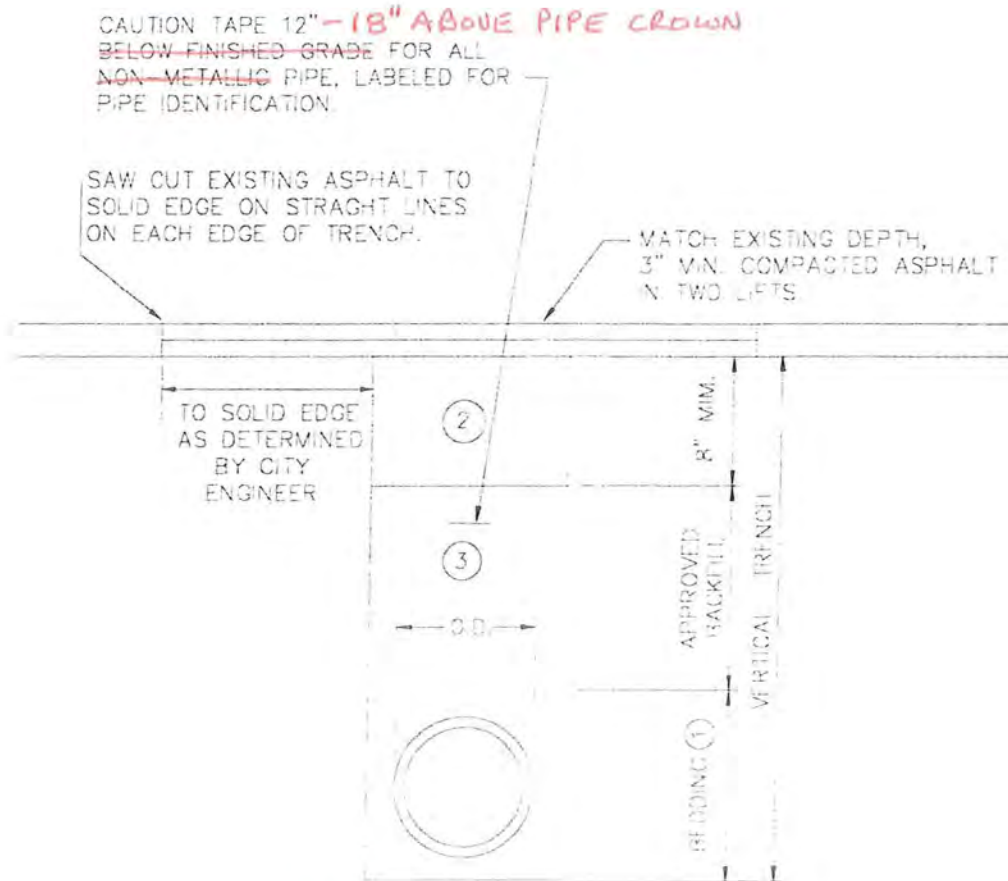 CAUTION TAPE 12"-18" ABOVE PIPE CROWN
BELOW FINISHED GRADE FOR ALL
NON-METALLIC PIPE, LABELED FOR
PIPE IDENTIFICATION.
SAW CUT EXISTING ASPHALT TO
SOLID EDGE ON STRAGHT LINES
ON EACH EDGE OF TRENCH.
MATCH EXISTING DEPTH,
3" MIN. COMPACTED ASPHALT
IN TWO LIFTS
TO SOLID EDGE
AS DETERMINED
BY CITY
ENGINEER
2
8" MIM.
3
APPROVED
BACKFILL
VERTICAL TRENCH
O.D.
BEDDING 1